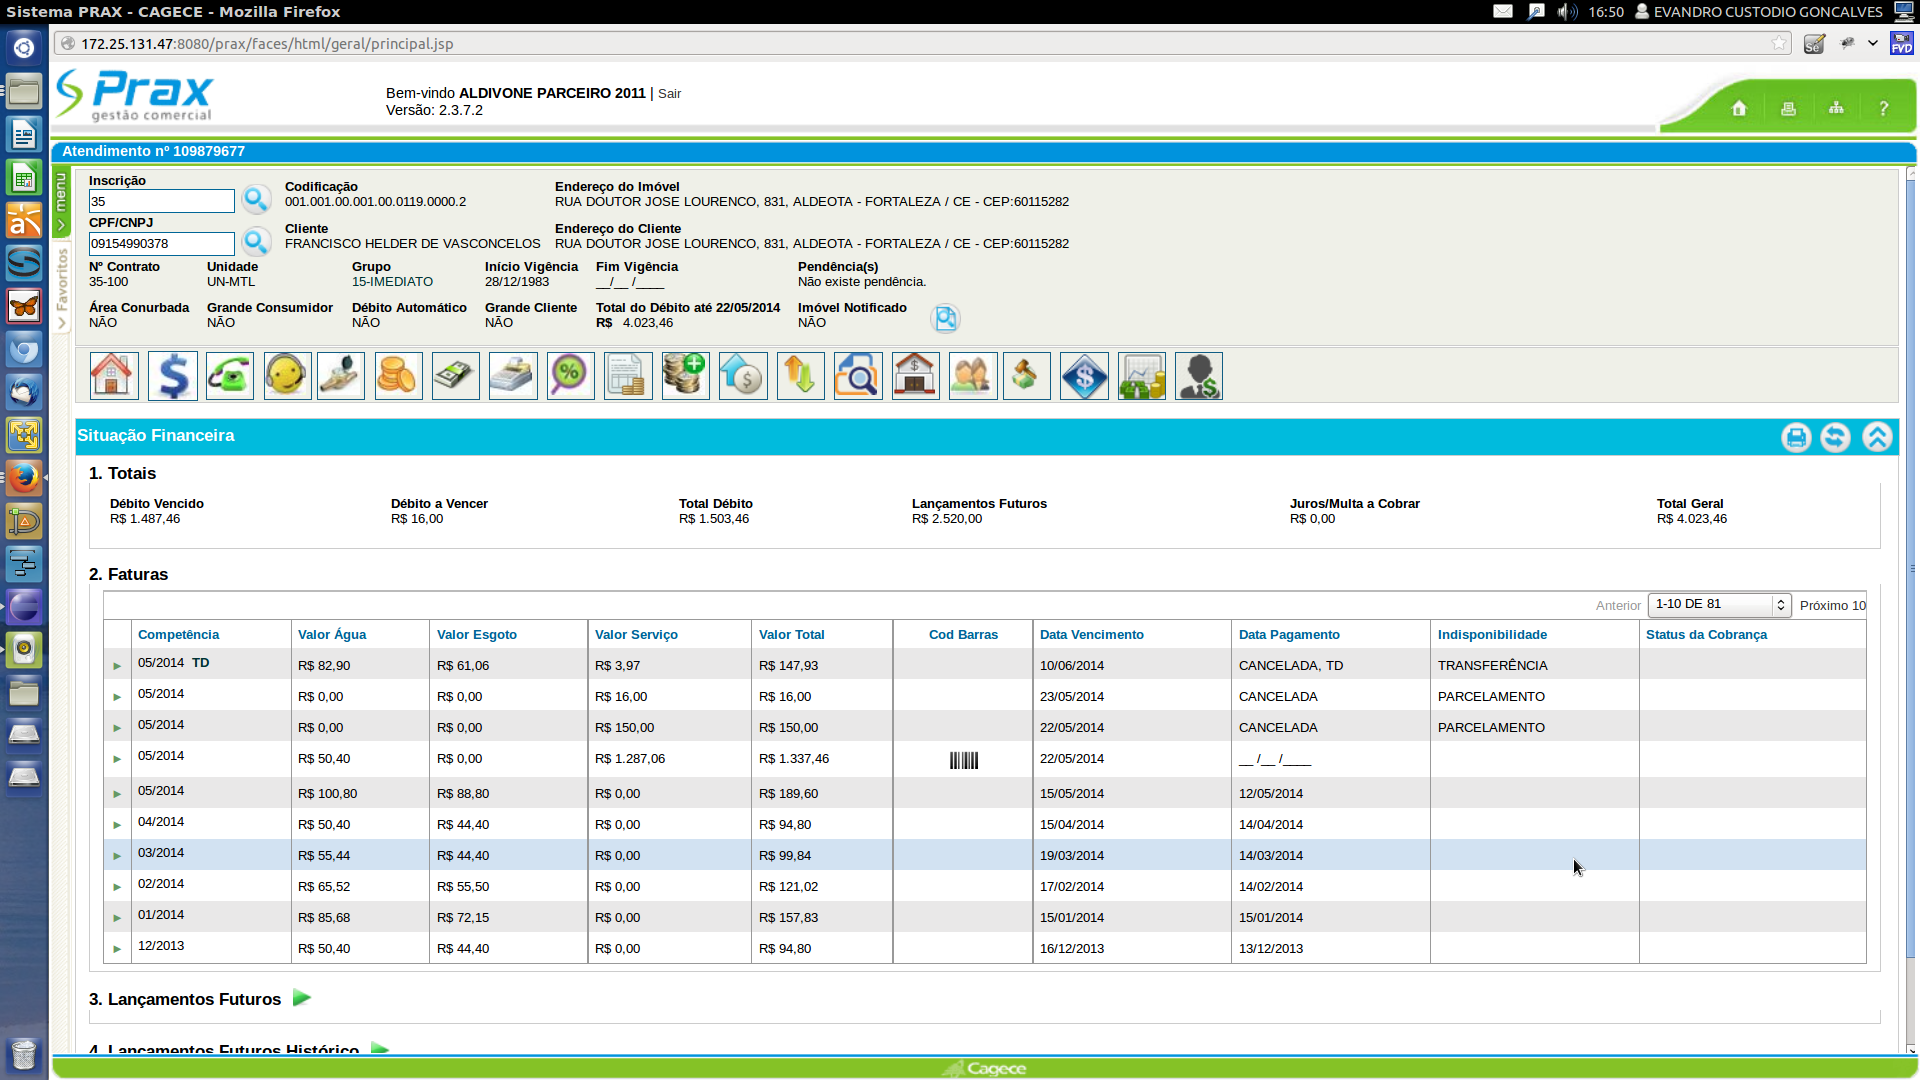 Sistema PRAX - CAGECE - Mozilla Firefox
16:50 EVANDRO CUSTODIO GONCALVES
172.25.131.47:8080/prax/faces/html/geral/principal.jsp
FVD
Prax
gestão comercial
Bem-vindo ALDIVONE PARCEIRO 2011 | Sair
Versão: 2.3.7.2
Atendimento nº 109879677
menu
Favoritos
Inscrição
35
Codificação
001.001.00.001.00.0119.0000.2
Endereço do Imóvel
RUA DOUTOR JOSE LOURENCO, 831, ALDEOTA - FORTALEZA / CE - CEP:60115282
CPF/CNPJ
09154990378
Cliente
FRANCISCO HELDER DE VASCONCELOS
Endereço do Cliente
RUA DOUTOR JOSE LOURENCO, 831, ALDEOTA - FORTALEZA / CE - CEP:60115282
Nº Contrato Unidade Grupo Início Vigência Fim Vigência Pendência(s)
35-100 UN-MTL 15-IMEDIATO 28/12/1983 __/__ /____ Não existe pendência.
Área Conurbada Grande Consumidor Débito Automático Grande Cliente Total do Débito até 22/05/2014 Imóvel Notificado
NÃO NÃO NÃO NÃO R$ 4.023,46 NÃO
Situação Financeira
1. Totais
Débito Vencido Débito a Vencer Total Débito Lançamentos Futuros Juros/Multa a Cobrar Total Geral
R$ 1.487,46 R$ 16,00 R$ 1.503,46 R$ 2.520,00 R$ 0,00 R$ 4.023,46
2. Faturas
Anterior 1-10 DE 81 Próximo 10
Competência Valor Água Valor Esgoto Valor Serviço Valor Total Cod Barras Data Vencimento Data Pagamento Indisponibilidade Status da Cobrança
05/2014 TD R$ 82,90 R$ 61,06 R$ 3,97 R$ 147,93 10/06/2014 CANCELADA, TD TRANSFERÊNCIA
05/2014 R$ 0,00 R$ 0,00 R$ 16,00 R$ 16,00 23/05/2014 CANCELADA PARCELAMENTO
05/2014 R$ 0,00 R$ 0,00 R$ 150,00 R$ 150,00 22/05/2014 CANCELADA PARCELAMENTO
05/2014 R$ 50,40 R$ 0,00 R$ 1.287,06 R$ 1.337,46 22/05/2014 __ /__ /____
05/2014 R$ 100,80 R$ 88,80 R$ 0,00 R$ 189,60 15/05/2014 12/05/2014
04/2014 R$ 50,40 R$ 44,40 R$ 0,00 R$ 94,80 15/04/2014 14/04/2014
03/2014 R$ 55,44 R$ 44,40 R$ 0,00 R$ 99,84 19/03/2014 14/03/2014
02/2014 R$ 65,52 R$ 55,50 R$ 0,00 R$ 121,02 17/02/2014 14/02/2014
01/2014 R$ 85,68 R$ 72,15 R$ 0,00 R$ 157,83 15/01/2014 15/01/2014
12/2013 R$ 50,40 R$ 44,40 R$ 0,00 R$ 94,80 16/12/2013 13/12/2013
3. Lançamentos Futuros
4. Lançamentos Futuros Histórico
Cagece